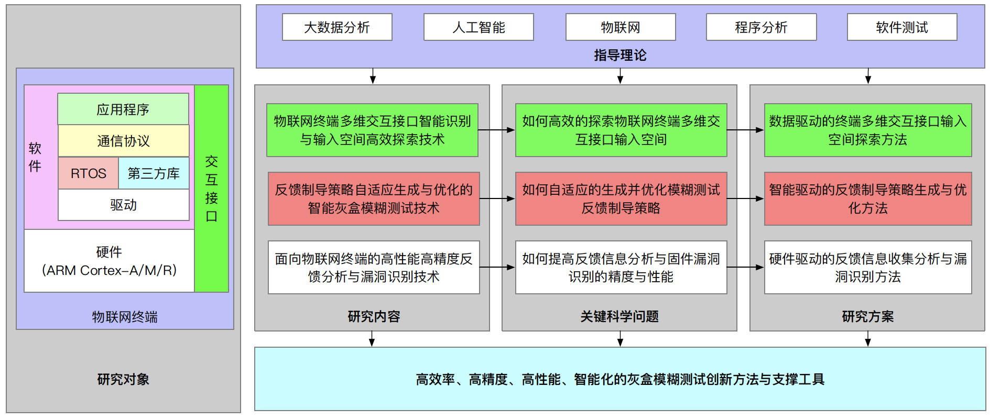 应用程序
通信协议
软
件
RTOS
第三方库
驱动
交
互
接
口
硬件
(ARM Cortex-A/M/R)
物联网终端
研究对象
大数据分析
人工智能
物联网
程序分析
软件测试
指导理论
物联网终端多维交互接口智能识别
与输入空间高效探索技术
如何高效的探索物联网终端多维交
互接口输入空间
数据驱动的终端多维交互接口输入
空间探索方法
反馈制导策略自适应生成与优化的
智能灰盒模糊测试技术
如何自适应的生成并优化模糊测试
反馈制导策略
智能驱动的反馈制导策略生成与优
化方法
面向物联网终端的高性能高精度反
馈分析与漏洞识别技术
如何提高反馈信息分析与固件漏洞
识别的精度与性能
硬件驱动的反馈信息收集分析与漏
洞识别方法
研究内容
关键科学问题
研究方案
高效率、高精度、高性能、智能化的灰盒模糊测试创新方法与支撑工具